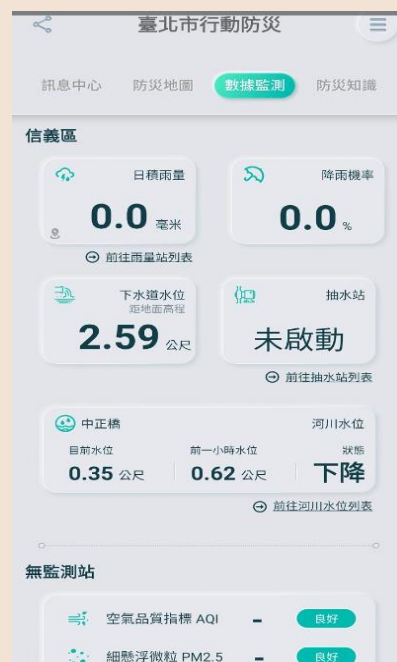 臺北市行動防災
訊息中心 防災地圖 數據監測 防災知識
信義區
日積雨量 降雨機率
0.0 毫米 0.0 %
前往雨量站列表
下水道水位 抽水站
距地面高程
2.59 公尺 未啟動
前往抽水站列表
中正橋 河川水位
目前水位 前一小時水位 狀態
0.35 公尺 0.62 公尺 下降
前往河川水位列表
無監測站
空氣品質指標 AQI - 良好
細懸浮微粒 PM2.5 - 良好